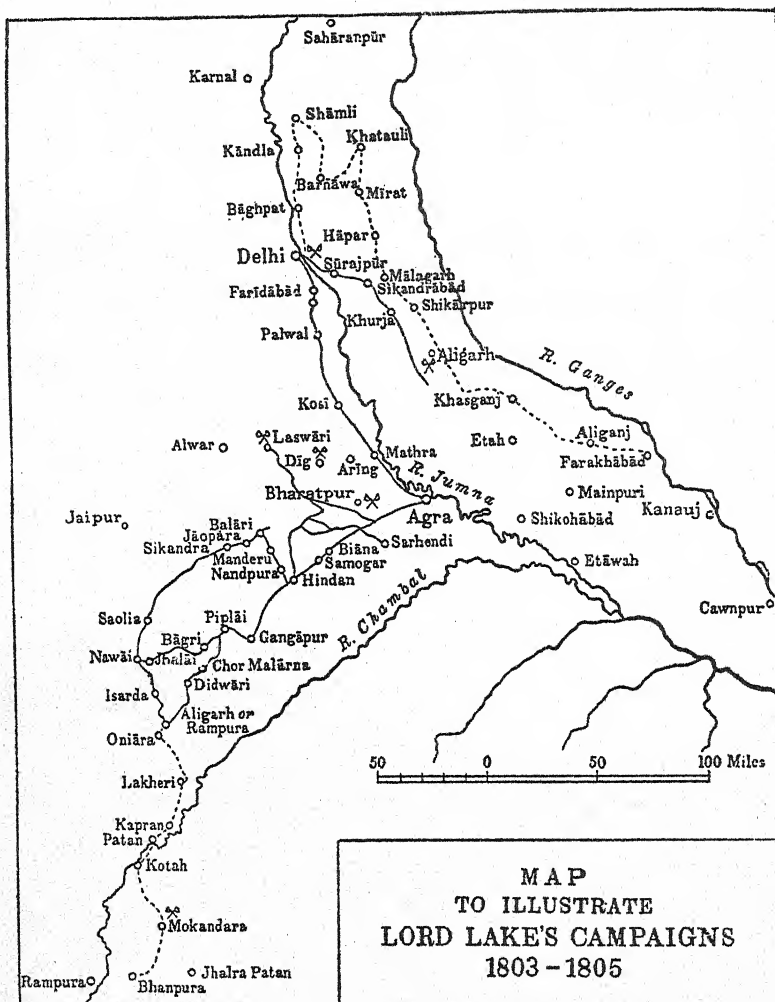 Sahāranpūr
Karnal
Shāmli
Khatauli
Kāndla
Barnāwa
Mīrat
Bāghpat
Hāpar
Delhi
Sūrajpur
Mālagarh
Sikandrābād
Farīdābād
Shikārpur
Khurja
Palwal
Aligarh
R. Ganges
Khasganj
Kosī
Aliganj
Laswāri
Etah
Alwar
Mathra
Dīg
Arīng
Farakhābād
R. Jumna
Bharatpur
Mainpuri
Agra
Kanauj
Jaipur
Balāri
Shikohābād
Jāopāra
Sikandra
Sarhendi
Biāna
Manderu
Samogar
Etāwah
Nandpura
Hindan
R. Chambal
Cawnpur
Saolia
Piplāi
Bāgri
Gangāpur
Nawāi
Jhalāi
Chor Malārna
Didwāri
Isarda
Aligarh or
Rampura
Oniāra
50 0 50 100 Miles
Lakheri
Kapran
Patan
Kotah
MAP
TO ILLUSTRATE
LORD LAKE'S CAMPAIGNS
1803-1805
Mokandara
Rampura
Bhanpura
Jhalra Patan